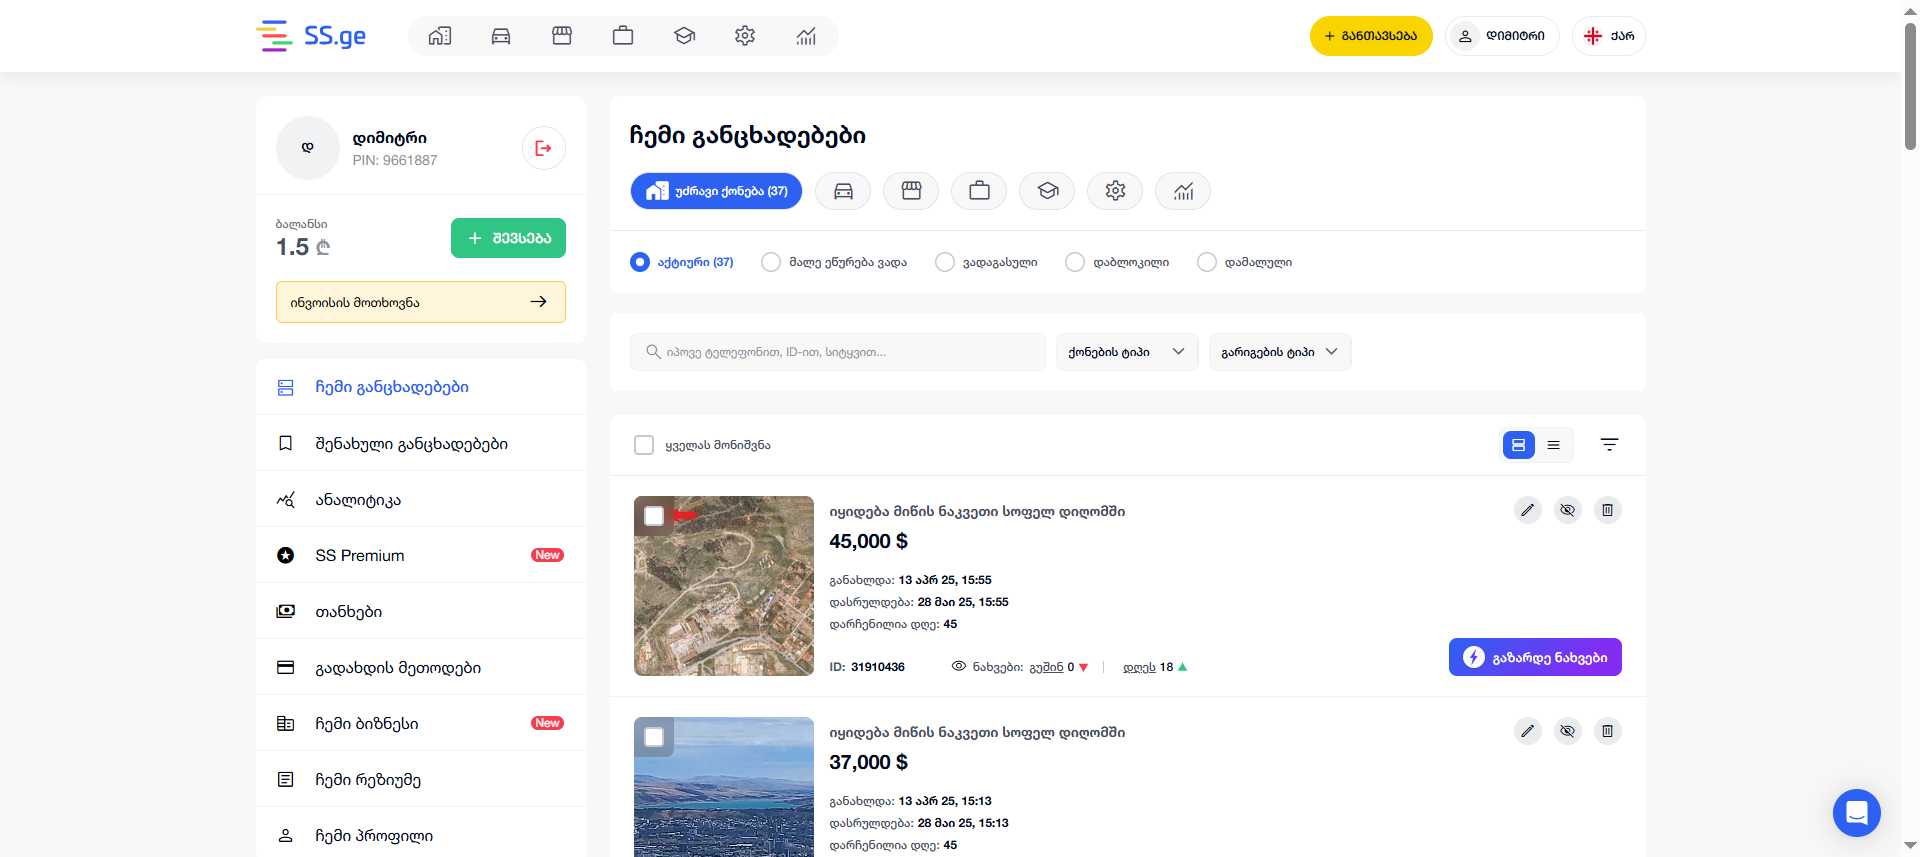 SS.ge
+ განთავსება
დიმიტრი
ქარ
დ
დიმიტრი
PIN: 9661887
ბალანსი
1.5 ₾
+ შევსება
ინვოისის მოთხოვნა
ჩემი განცხადებები
შენახული განცხადებები
ანალიტიკა
SS Premium
New
თანხები
გადახდის მეთოდები
ჩემი ბიზნესი
New
ჩემი რეზიუმე
ჩემი პროფილი
ჩემი განცხადებები
უძრავი ქონება (37)
აქტიური (37)
მალე ეწურება ვადა
ვადაგასული
დაბლოკილი
დამალული
იპოვე ტელეფონით, ID-ით, სიტყვით...
ქონების ტიპი
გარიგების ტიპი
ყველას მონიშვნა
იყიდება მიწის ნაკვეთი სოფელ დიღომში
45,000 $
განახლდა: 13 აპრ 25, 15:55
დასრულდება: 28 მაი 25, 15:55
დარჩენილია დღე: 45
ID: 31910436
ნახვები: გუშინ 0
დღეს 18
გაზარდე ნახვები
იყიდება მიწის ნაკვეთი სოფელ დიღომში
37,000 $
განახლდა: 13 აპრ 25, 15:13
დასრულდება: 28 მაი 25, 15:13
დარჩენილია დღე: 45